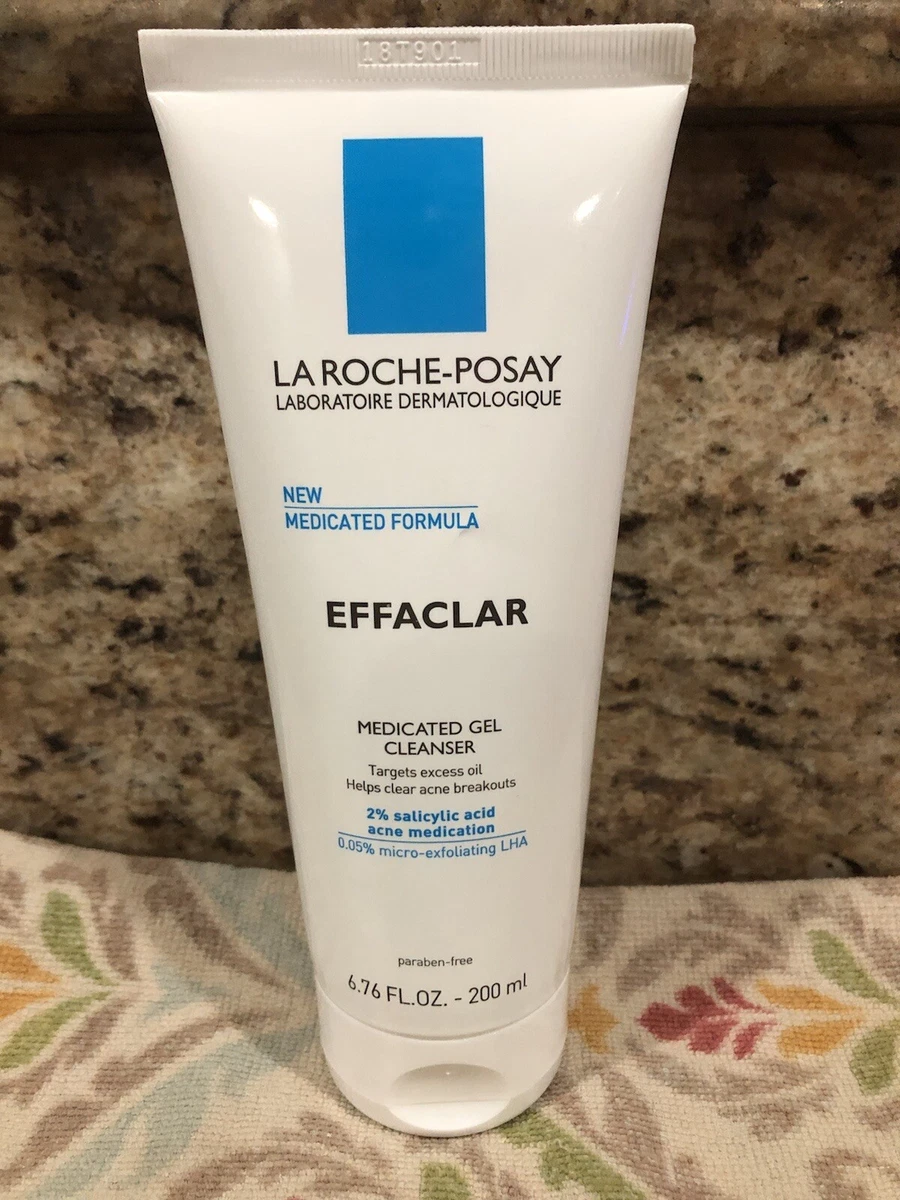 18T901
LA ROCHE-POSAY
LABORATOIRE DERMATOLOGIQUE
NEW
MEDICATED FORMULA
EFFACLAR
MEDICATED GEL
CLEANSER
Targets excess oil
Helps clear acne breakouts
2% salicylic acid
acne medication
0.05% micro-exfoliating LHA
paraben-free
6.76 FL.OZ. - 200 ml